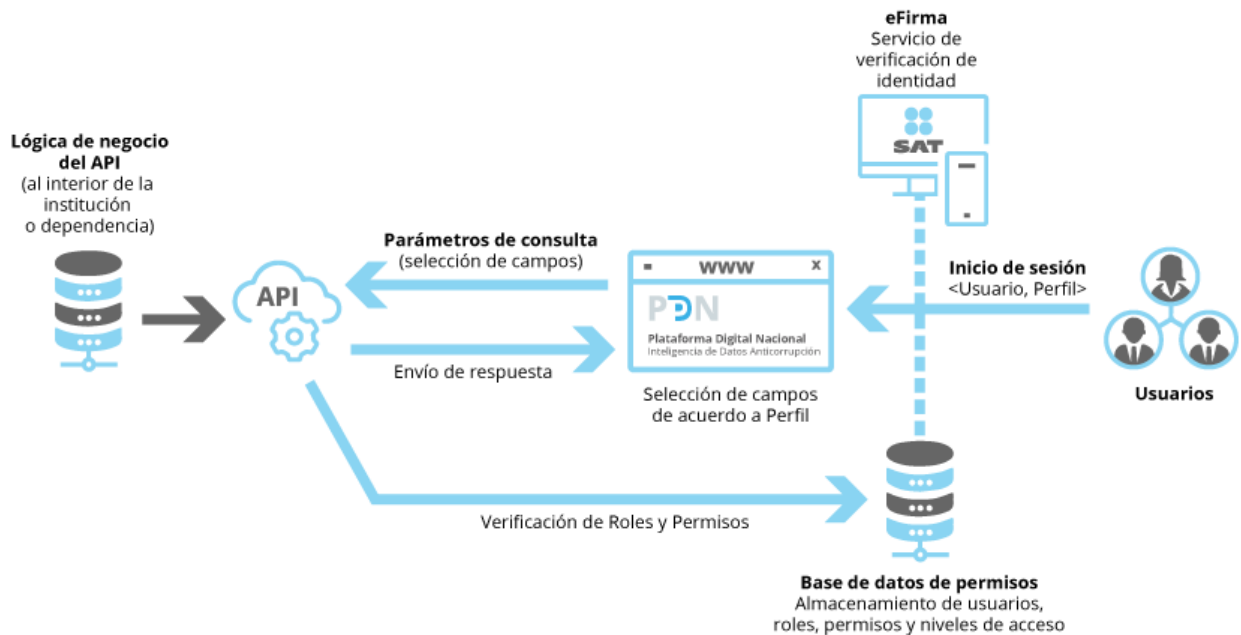 eFirma
Servicio de
verificación de
identidad
SAT
Lógica de negocio
del API
(al interior de la
institución
o dependencia)
API
Parámetros de consulta
(selección de campos)
Envío de respuesta
www
x
PDN
Plataforma Digital Nacional
Inteligencia de Datos Anticorrupción
Selección de campos
de acuerdo a Perfil
Inicio de sesión
<Usuario, Perfil>
Usuarios
Verificación de Roles y Permisos
Base de datos de permisos
Almacenamiento de usuarios,
roles, permisos y niveles de acceso